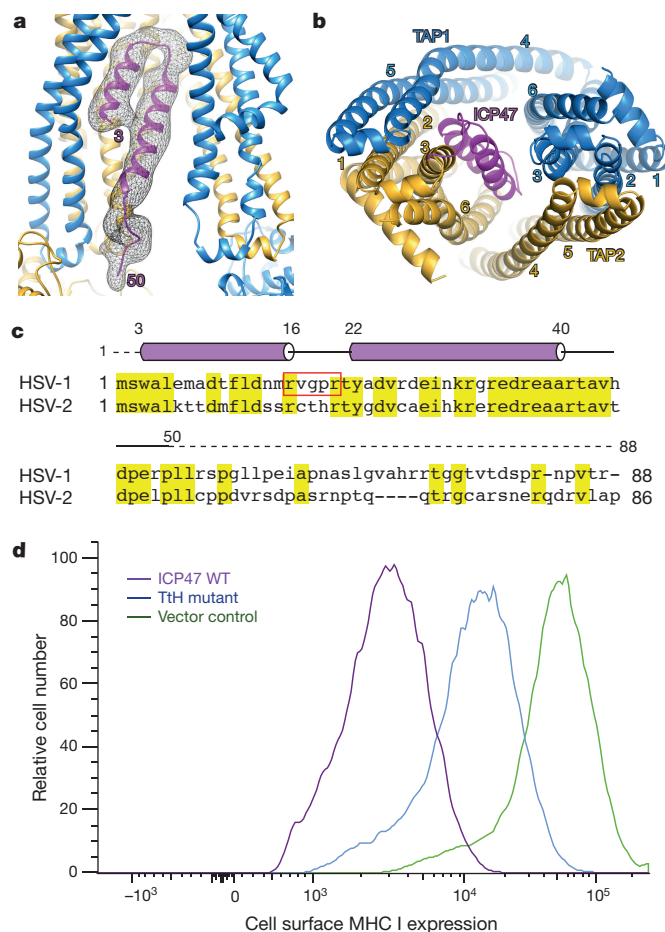 a
3
50
b
TAP1
4
5
ICP47
6
2
3
1
6
3
2
1
5
4
TAP2
c
3 16 22 40
1
HSV-1 1 mswalemadtfldnmrvgprtyadvrdeinkrgredreaartavh
HSV-2 1 mswalkttdmfldssrcthrtygdvcaeihkreredreaartavt
50
88
HSV-1 dperpllrspgllpeiapnaslgvahrrtggtvtdspr-npvtr- 88
HSV-2 dpelpllcppdvrsdpasrnptq----qtrgcarsnerqdrvlap 86
d
100
80
60
40
20
0
Relative cell number
ICP47 WT
TtH mutant
Vector control
−10³ 0 10³ 10⁴ 10⁵
Cell surface MHC I expression